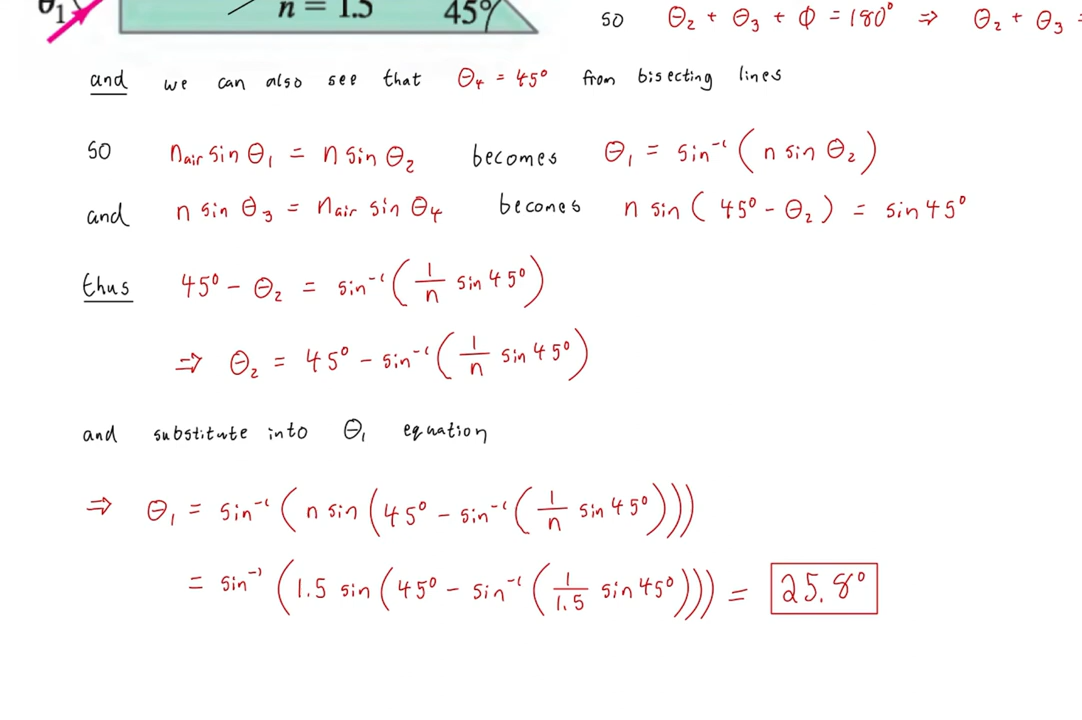 θ1 n = 1.5 45°
so θ2 + θ3 + ϕ = 180° ⇒ θ2 + θ3 =
and we can also see that θ4 = 45° from bisecting lines
so nair sin θ1 = n sin θ2 becomes θ1 = sin⁻¹(n sin θ2)
and n sin θ3 = nair sin θ4 becomes n sin(45° - θ2) = sin 45°
thus 45° - θ2 = sin⁻¹(1/n sin 45°)
⇒ θ2 = 45° - sin⁻¹(1/n sin 45°)
and substitute into θ1 equation
⇒ θ1 = sin⁻¹(n sin(45° - sin⁻¹(1/n sin 45°)))
= sin⁻¹(1.5 sin(45° - sin⁻¹(1/1.5 sin 45°))) = 25.8°